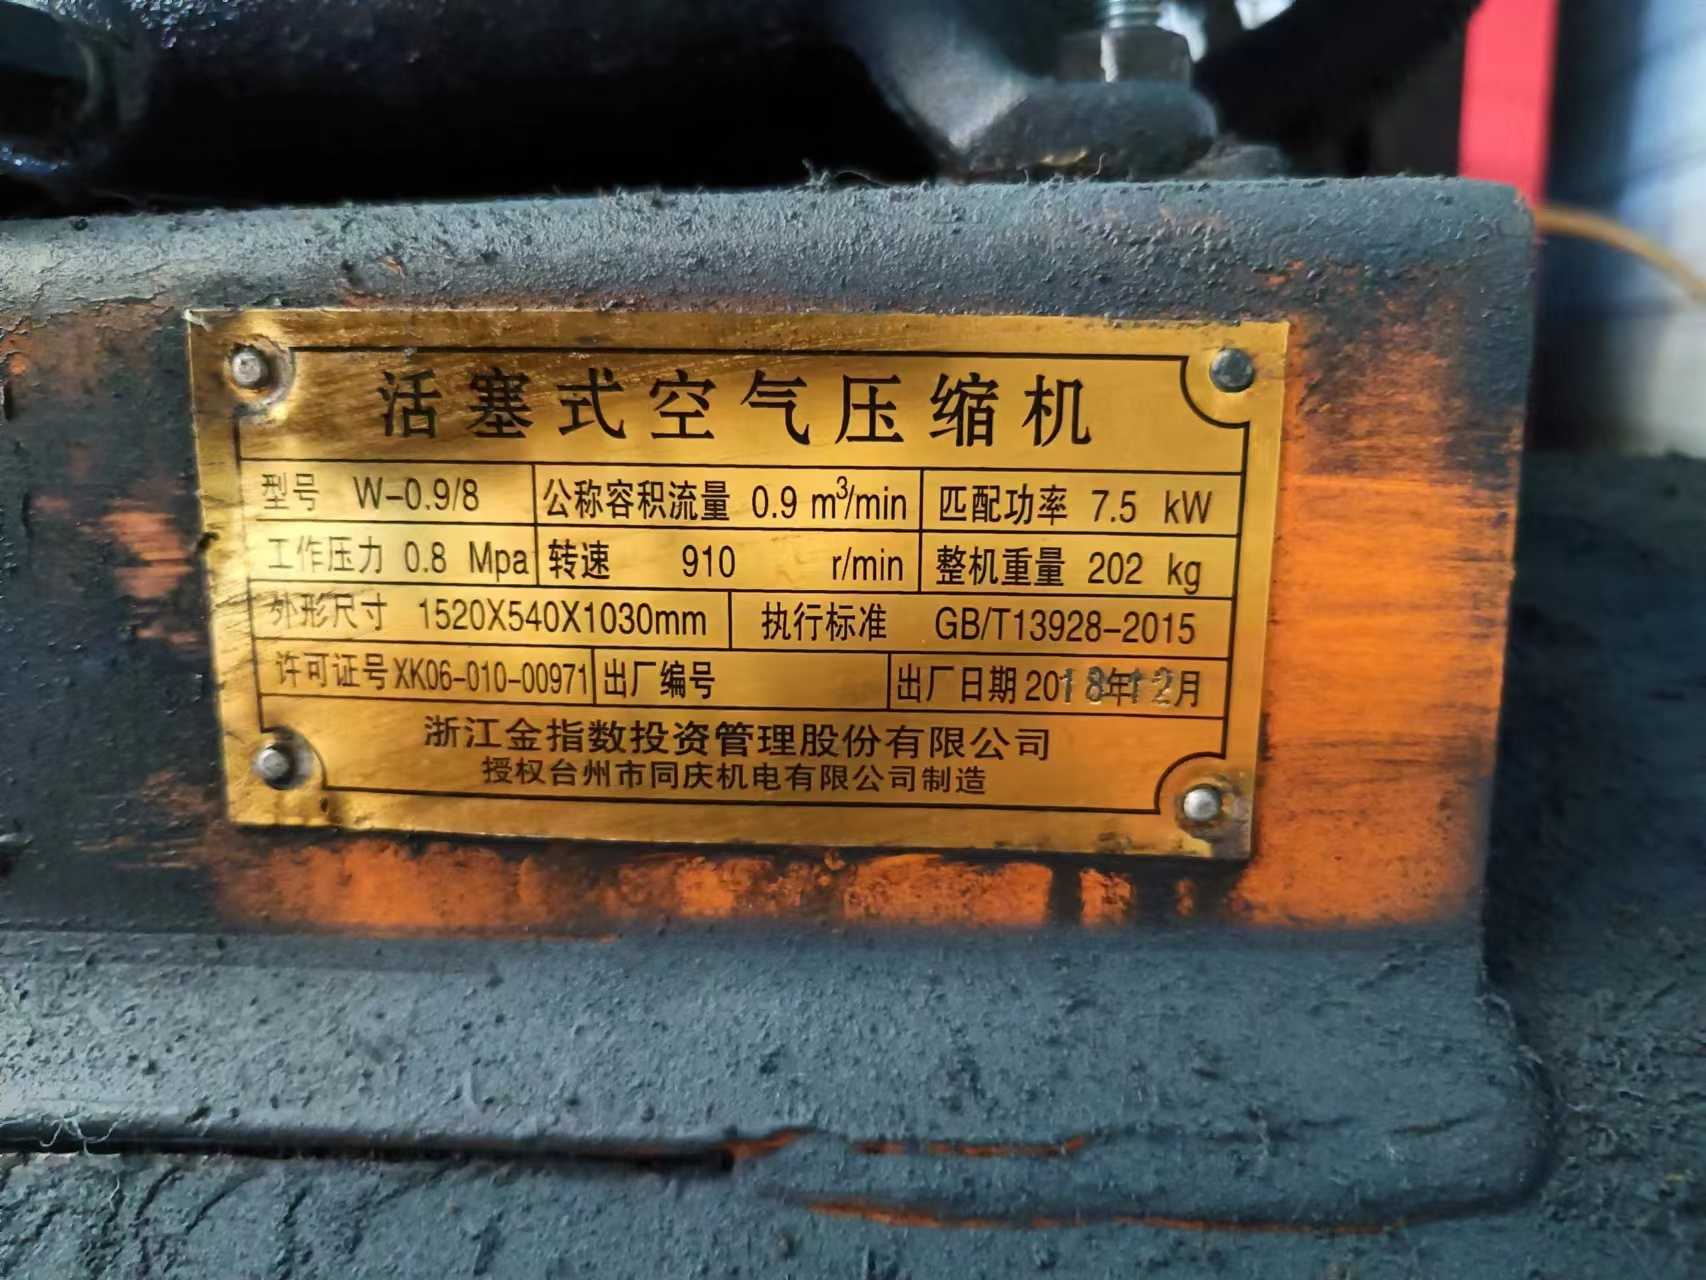 活塞式空气压缩机
型号 W-0.9/8 公称容积流量 0.9 m³/min 匹配功率 7.5 kW
工作压力 0.8 Mpa 转速 910 r/min 整机重量 202 kg
外形尺寸 1520X540X1030mm 执行标准 GB/T13928-2015
许可证号XK06-010-00971 出厂编号 出厂日期 2018年12月
浙江金指数投资管理股份有限公司
授权台州市同庆机电有限公司制造